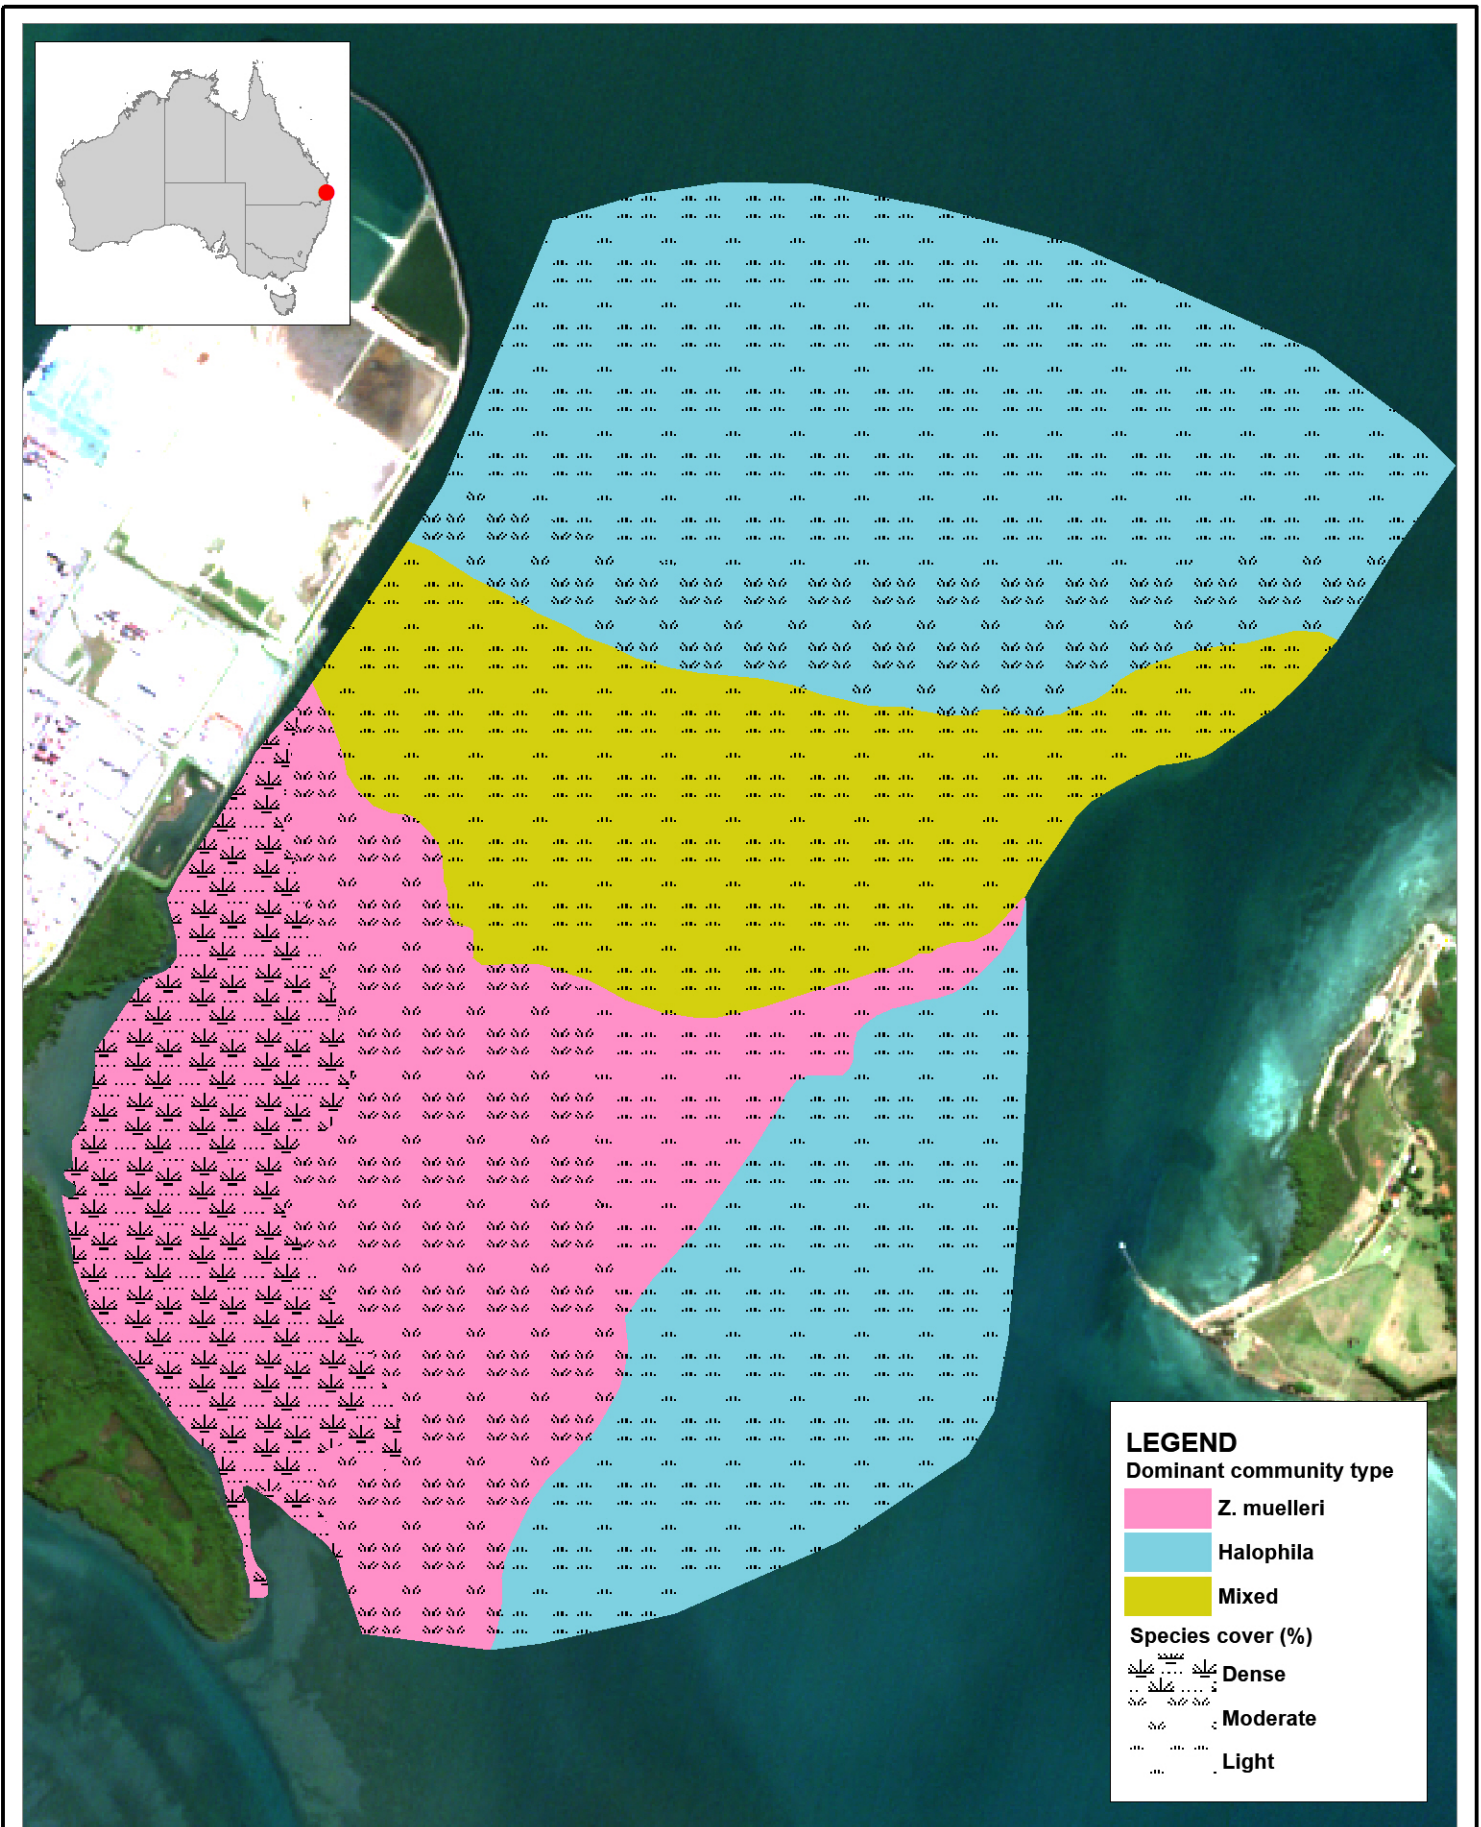 LEGEND
Dominant community type
Z. muelleri
Halophila
Mixed
Species cover (%)
Dense
Moderate
Light